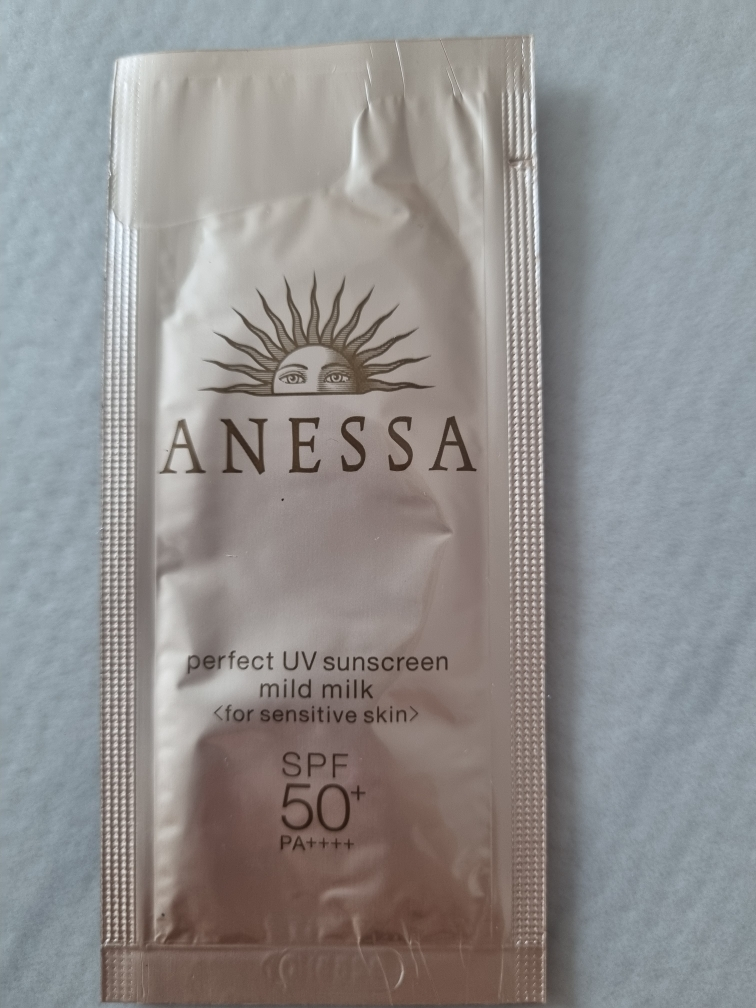 ANESSA
perfect UV sunscreen
mild milk
<for sensitive skin>
SPF
50+
PA++++